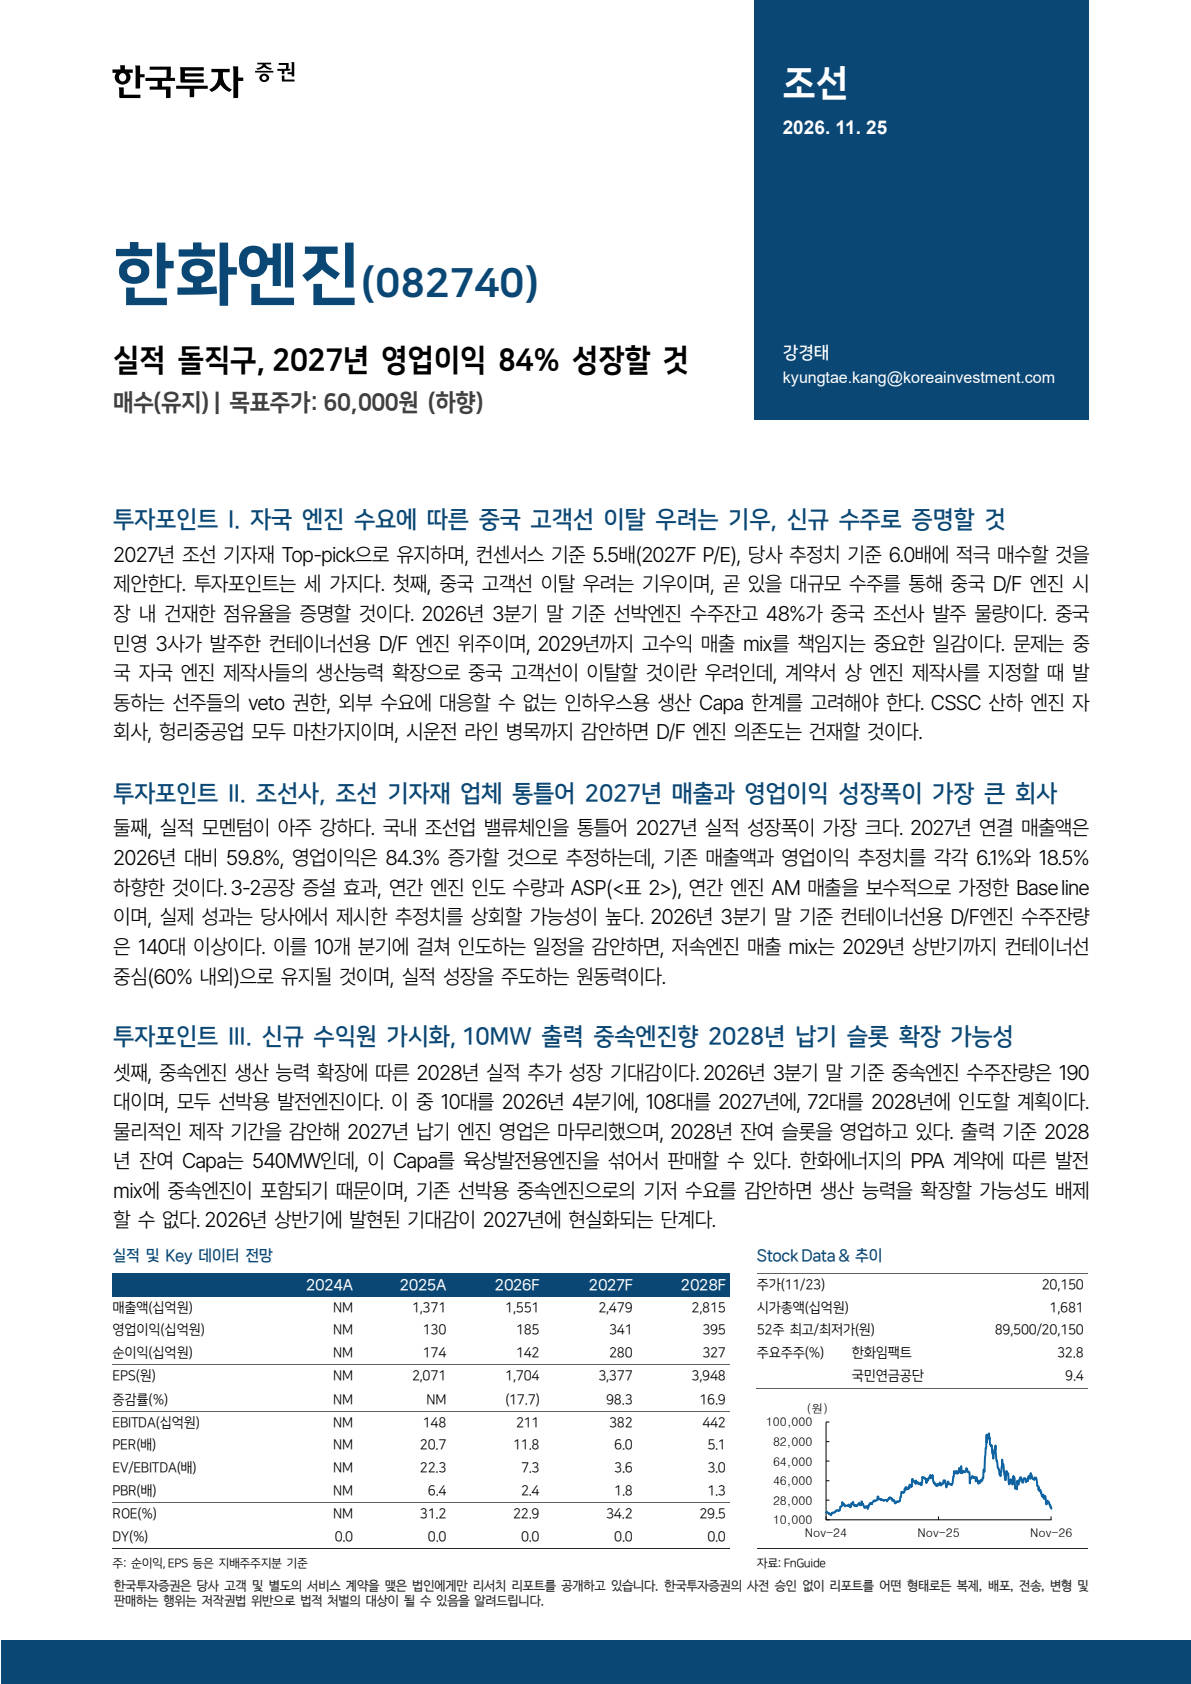 한국투자 증권
조선
2026. 11. 25
한화엔진(082740)
실적 돌직구, 2027년 영업이익 84% 성장할 것
매수(유지) | 목표주가: 60,000원 (하향)
강경태
kyungtae.kang@koreainvestment.com
투자포인트 I. 자국 엔진 수요에 따른 중국 고객선 이탈 우려는 기우, 신규 수주로 증명할 것
2027년 조선 기자재 Top-pick으로 유지하며, 컨센서스 기준 5.5배(2027F P/E), 당사 추정치 기준 6.0배에 적극 매수할 것을
제안한다. 투자포인트는 세 가지다. 첫째, 중국 고객선 이탈 우려는 기우이며, 곧 있을 대규모 수주를 통해 중국 D/F 엔진 시
장 내 건재한 점유율을 증명할 것이다. 2026년 3분기 말 기준 선박엔진 수주잔고 48%가 중국 조선사 발주 물량이다. 중국
민영 3사가 발주한 컨테이너선용 D/F 엔진 위주이며, 2029년까지 고수익 매출 mix를 책임지는 중요한 일감이다. 문제는 중
국 자국 엔진 제작사들의 생산능력 확장으로 중국 고객선이 이탈할 것이란 우려인데, 계약서 상 엔진 제작사를 지정할 때 발
동하는 선주들의 veto 권한, 외부 수요에 대응할 수 없는 인하우스용 생산 Capa 한계를 고려해야 한다. CSSC 산하 엔진 자
회사, 헝리중공업 모두 마찬가지이며, 시운전 라인 병목까지 감안하면 D/F 엔진 의존도는 건재할 것이다.
투자포인트 II. 조선사, 조선 기자재 업체 통틀어 2027년 매출과 영업이익 성장폭이 가장 큰 회사
둘째, 실적 모멘텀이 아주 강하다. 국내 조선업 밸류체인을 통틀어 2027년 실적 성장폭이 가장 크다. 2027년 연결 매출액은
2026년 대비 59.8%, 영업이익은 84.3% 증가할 것으로 추정하는데, 기존 매출액과 영업이익 추정치를 각각 6.1%와 18.5%
하향한 것이다. 3-2공장 증설 효과, 연간 엔진 인도 수량과 ASP(<표 2>), 연간 엔진 AM 매출을 보수적으로 가정한 Base line
이며, 실제 성과는 당사에서 제시한 추정치를 상회할 가능성이 높다. 2026년 3분기 말 기준 컨테이너선용 D/F엔진 수주잔량
은 140대 이상이다. 이를 10개 분기에 걸쳐 인도하는 일정을 감안하면, 저속엔진 매출 mix는 2029년 상반기까지 컨테이너선
중심(60% 내외)으로 유지될 것이며, 실적 성장을 주도하는 원동력이다.
투자포인트 III. 신규 수익원 가시화, 10MW 출력 중속엔진향 2028년 납기 슬롯 확장 가능성
셋째, 중속엔진 생산 능력 확장에 따른 2028년 실적 추가 성장 기대감이다. 2026년 3분기 말 기준 중속엔진 수주잔량은 190
대이며, 모두 선박용 발전엔진이다. 이 중 10대를 2026년 4분기에, 108대를 2027년에, 72대를 2028년에 인도할 계획이다.
물리적인 제작 기간을 감안해 2027년 납기 엔진 영업은 마무리했으며, 2028년 잔여 슬롯을 영업하고 있다. 출력 기준 2028
년 잔여 Capa는 540MW인데, 이 Capa를 육상발전용엔진을 섞어서 판매할 수 있다. 한화에너지의 PPA 계약에 따른 발전
mix에 중속엔진이 포함되기 때문이며, 기존 선박용 중속엔진으로의 기저 수요를 감안하면 생산 능력을 확장할 가능성도 배제
할 수 없다. 2026년 상반기에 발현된 기대감이 2027년에 현실화되는 단계다.
실적 및 Key 데이터 전망
2024A 2025A 2026F 2027F 2028F
매출액(십억원) NM 1,371 1,551 2,479 2,815
영업이익(십억원) NM 130 185 341 395
순이익(십억원) NM 174 142 280 327
EPS(원) NM 2,071 1,704 3,377 3,948
증감률(%) NM NM (17.7) 98.3 16.9
EBITDA(십억원) NM 148 211 382 442
PER(배) NM 20.7 11.8 6.0 5.1
EV/EBITDA(배) NM 22.3 7.3 3.6 3.0
PBR(배) NM 6.4 2.4 1.8 1.3
ROE(%) NM 31.2 22.9 34.2 29.5
DY(%) 0.0 0.0 0.0 0.0 0.0
주: 순이익, EPS 등은 지배주주지분 기준
Stock Data & 추이
주가(11/23) 20,150
시가총액(십억원) 1,681
52주 최고/최저가(원) 89,500/20,150
주요주주(%) 한화임팩트 32.8
국민연금공단 9.4
(원)
100,000
82,000
64,000
46,000
28,000
10,000
Nov-24 Nov-25 Nov-26
자료: FnGuide
한국투자증권은 당사 고객 및 별도의 서비스 계약을 맺은 법인에게만 리서치 리포트를 공개하고 있습니다. 한국투자증권의 사전 승인 없이 리포트를 어떤 형태로든 복제, 배포, 전송, 변형 및
판매하는 행위는 저작권법 위반으로 법적 처벌의 대상이 될 수 있음을 알려드립니다.